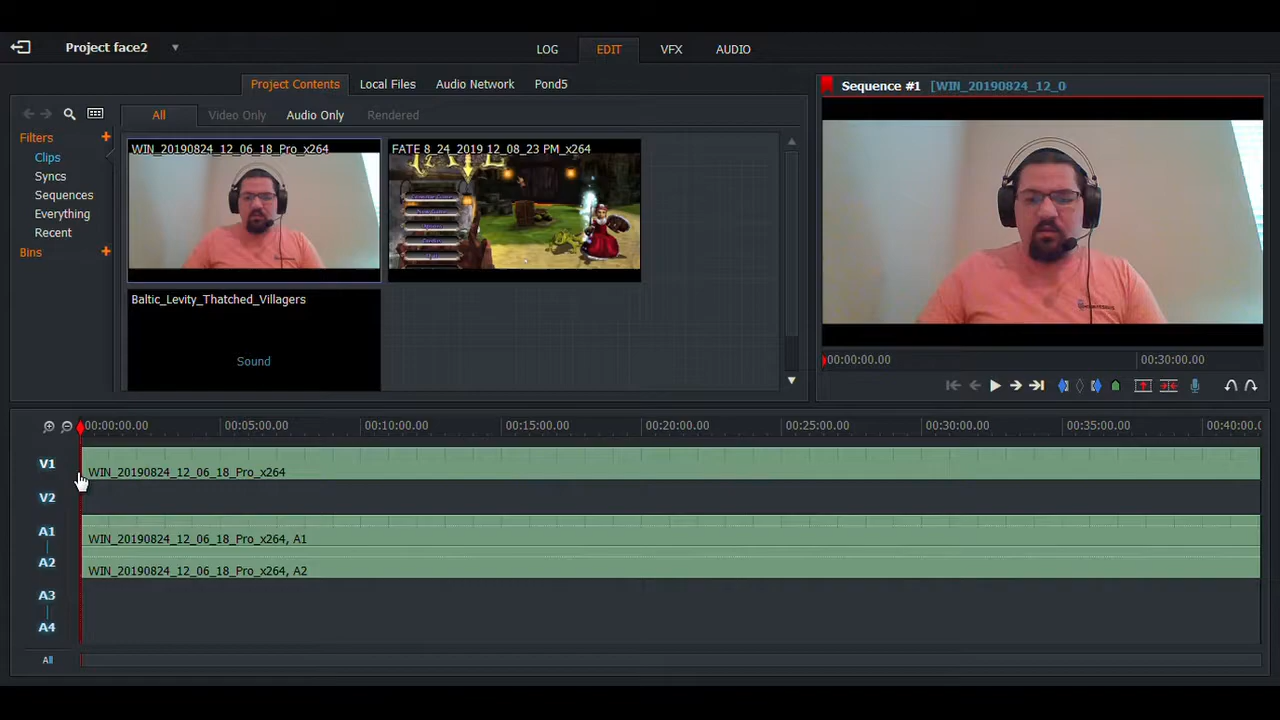 Project face2
LOG EDIT VFX AUDIO
Project Contents Local Files Audio Network Pond5
Sequence #1 [WIN_20190824_12_0
All Video Only Audio Only Rendered
Filters +
Clips
Syncs
Sequences
Everything
Recent
Bins +
WIN_20190824_12_06_18_Pro_x264
FATE 8_24_2019 12_08_23 PM_x264
Baltic_Levity_Thatched_Villagers
Sound
00:00:00.00 00:30:00.00
00:00:00.00 00:05:00.00 00:10:00.00 00:15:00.00 00:20:00.00 00:25:00.00 00:30:00.00 00:35:00.00 00:40:00.0
V1 WIN_20190824_12_06_18_Pro_x264
V2
A1 WIN_20190824_12_06_18_Pro_x264, A1
A2 WIN_20190824_12_06_18_Pro_x264, A2
A3
A4
All